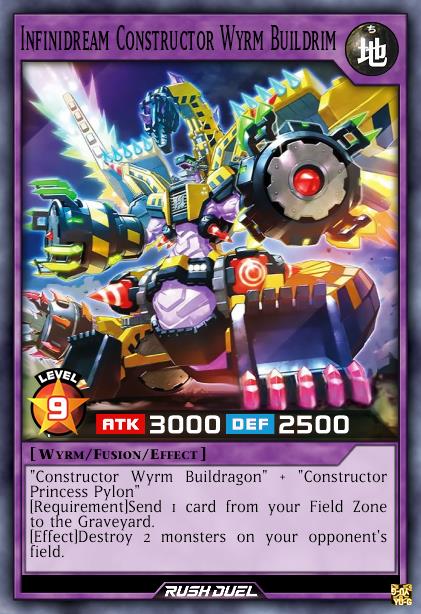 Infinidream Constructor Wyrm Buildrim
ち
地
LEVEL
9
ATK 3000 DEF 2500
[ Wyrm/Fusion/Effect ]
"Constructor Wyrm Buildragon" + "Constructor
Princess Pylon"
[Requirement]Send 1 card from your Field Zone
to the Graveyard.
[Effect]Destroy 2 monsters on your opponent's
field.
RUSH DUEL